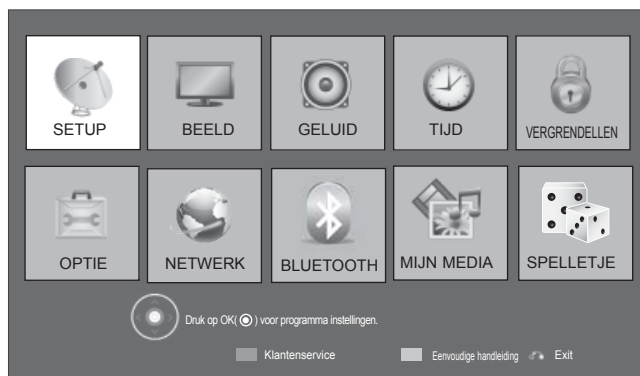 SETUP BEELD GELUID TIJD VERGRENDELLEN
OPTIE NETWERK BLUETOOTH MIJN MEDIA SPELLETJE
Druk op OK( ) voor programma instellingen.
Klantenservice Eenvoudige handleiding Exit